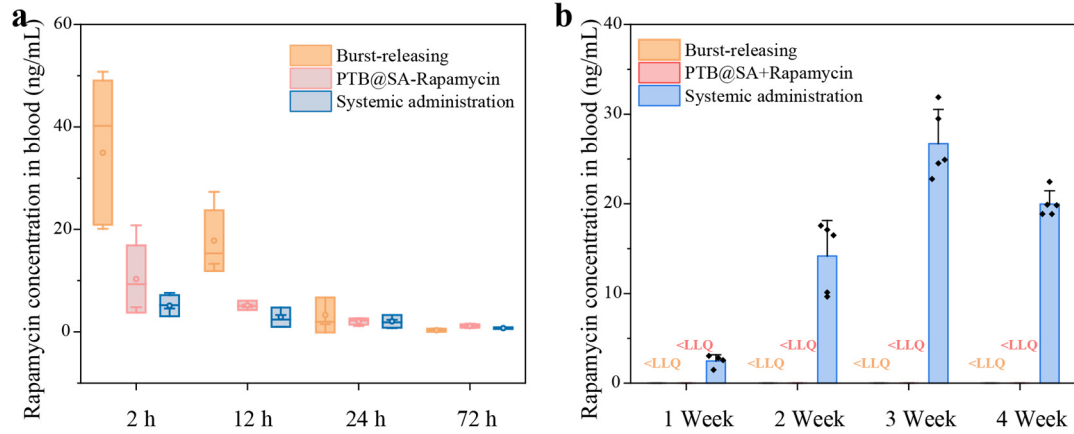 a
Rapamycin concentration in blood (ng/mL)
60
40
20
0
Burst-releasing
PTB@SA-Rapamycin
Systemic administration
2 h
12 h
24 h
72 h
b
Rapamycin concentration in blood (ng/mL)
40
30
20
10
0
Burst-releasing
PTB@SA+Rapamycin
Systemic administration
<LLQ
<LLQ
<LLQ
<LLQ
<LLQ
<LLQ
<LLQ
<LLQ
1 Week
2 Week
3 Week
4 Week